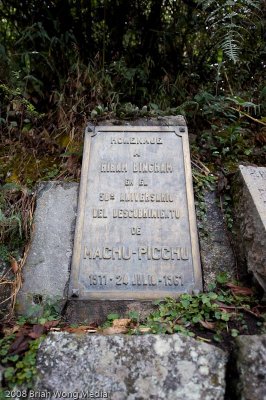 HOMENAJE
A
HIRAM BINGHAM
EN EL
50º ANIVERSARIO
DEL DESCUBRIMIENTO
DE
MACHU-PICCHU
1911-24 JULIO-1961
©2008 Brian Wong Media!